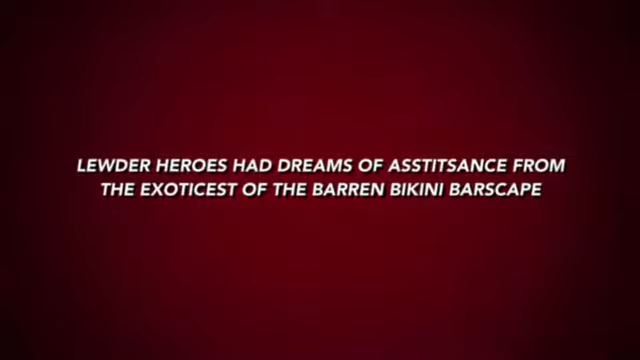 LEWDER HEROES HAD DREAMS OF ASSTITSANCE FROM
THE EXOTICEST OF THE BARREN BIKINI BARSCAPE